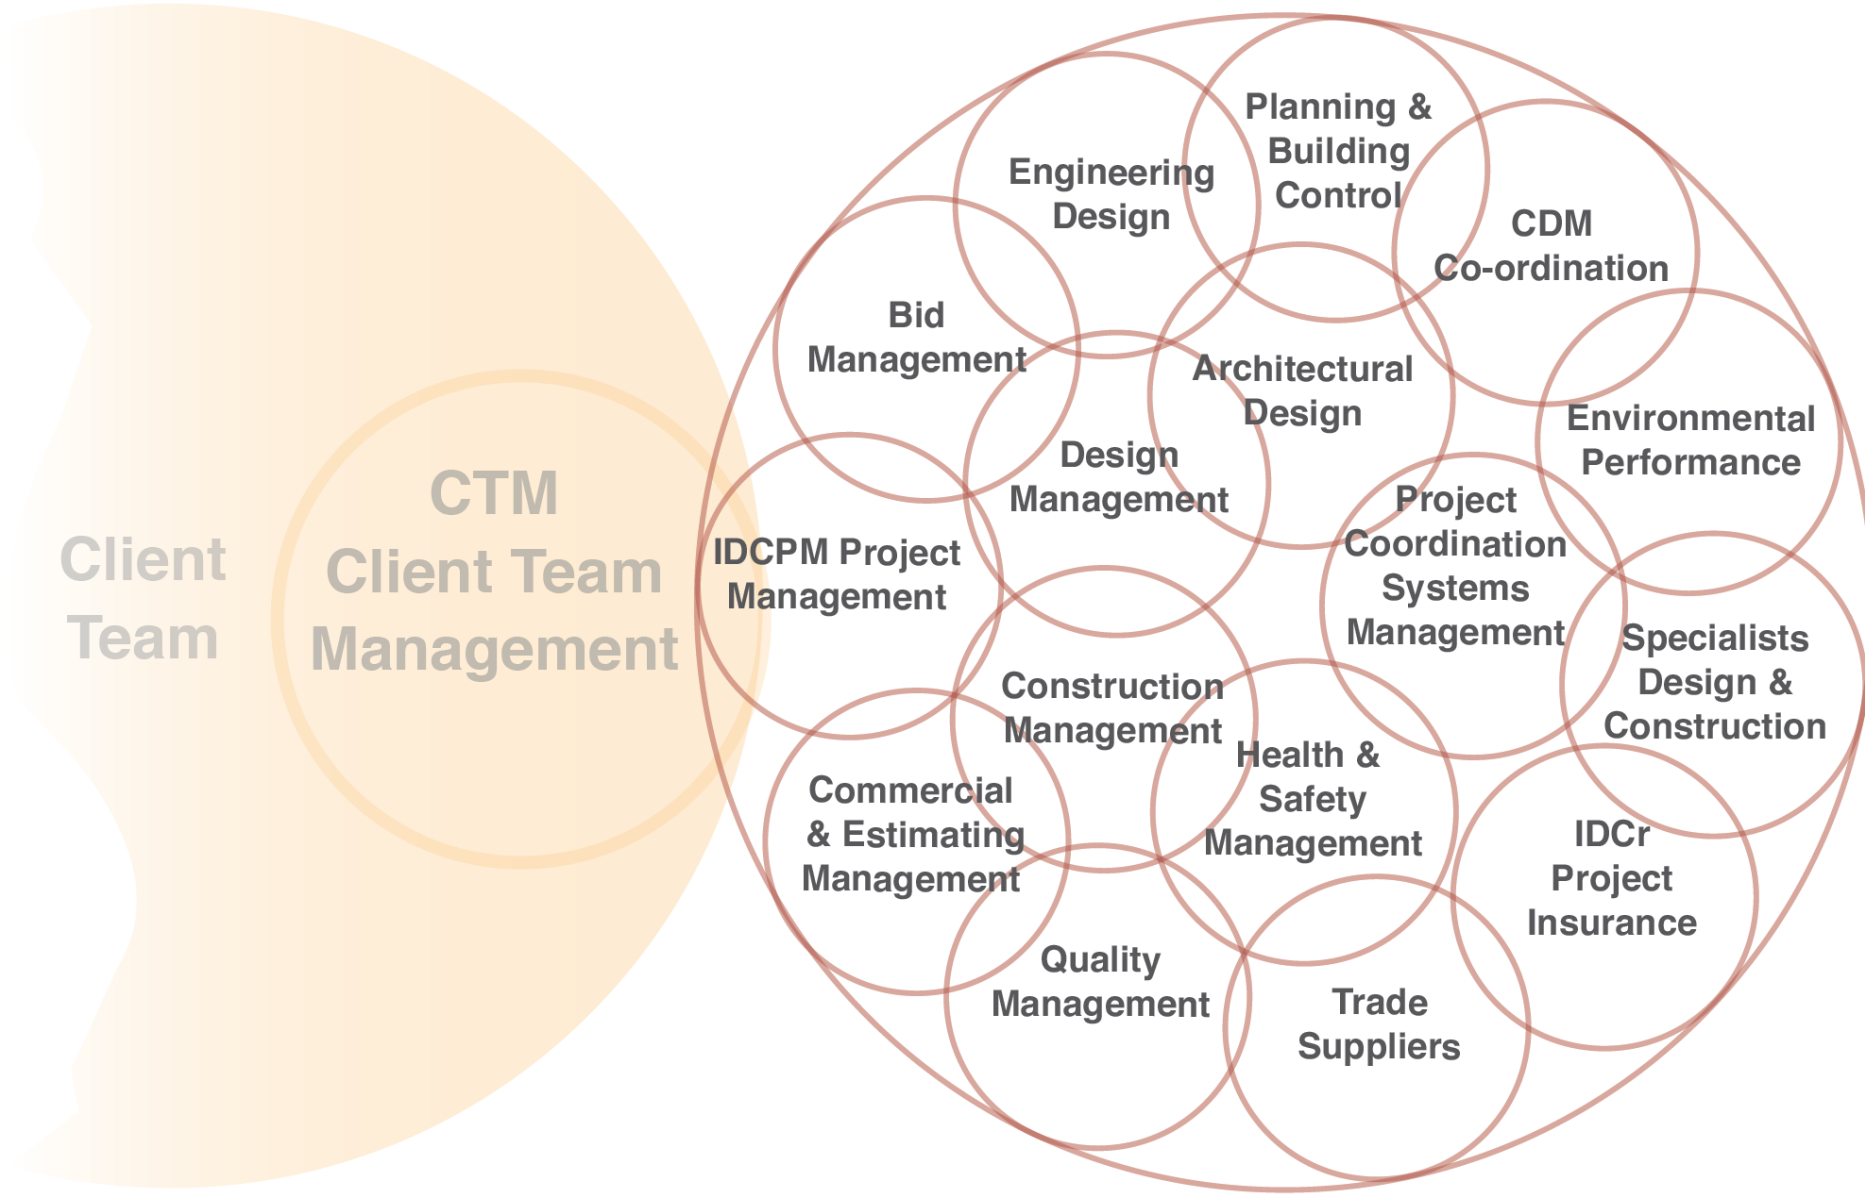 Client
Team
CTM
Client Team
Management
Planning &
Building
Control
Engineering
Design
CDM
Co-ordination
Bid
Management
Architectural
Design
Environmental
Performance
Design
Management
Project
Coordination
Systems
Management
IDCPM Project
Management
Specialists
Design &
Construction
Construction
Management
Health &
Safety
Management
Commercial
& Estimating
Management
IDCr
Project
Insurance
Quality
Management
Trade
Suppliers